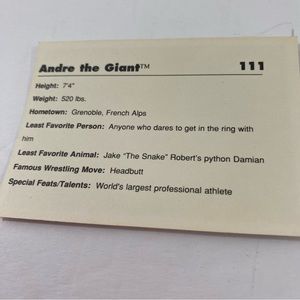 Andre the Giant™ 111
Height: 7'4"
Weight: 520 lbs.
Hometown: Grenoble, French Alps
Least Favorite Person: Anyone who dares to get in the ring with
him
Least Favorite Animal: Jake "The Snake" Robert's python Damian
Famous Wrestling Move: Headbutt
Special Feats/Talents: World's largest professional athlete